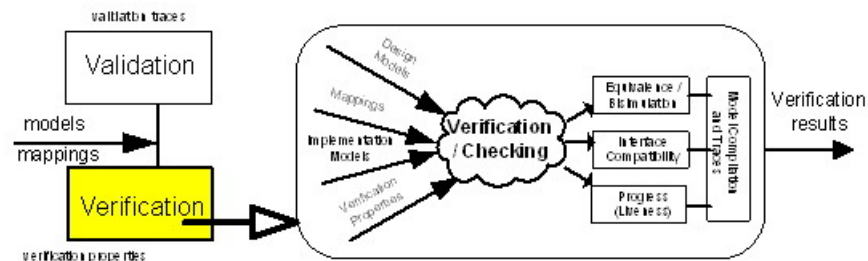 validation traces
Validation
models
mappings
Verification
verification properties
Design
Models
Mappings
Implementation
Models
Verification
Properties
Verification
/ Checking
Equivalence /
Bisimulation
Interface
Compatibility
Progress
(Liveness)
Model Compilation
and Traces
Verification
results